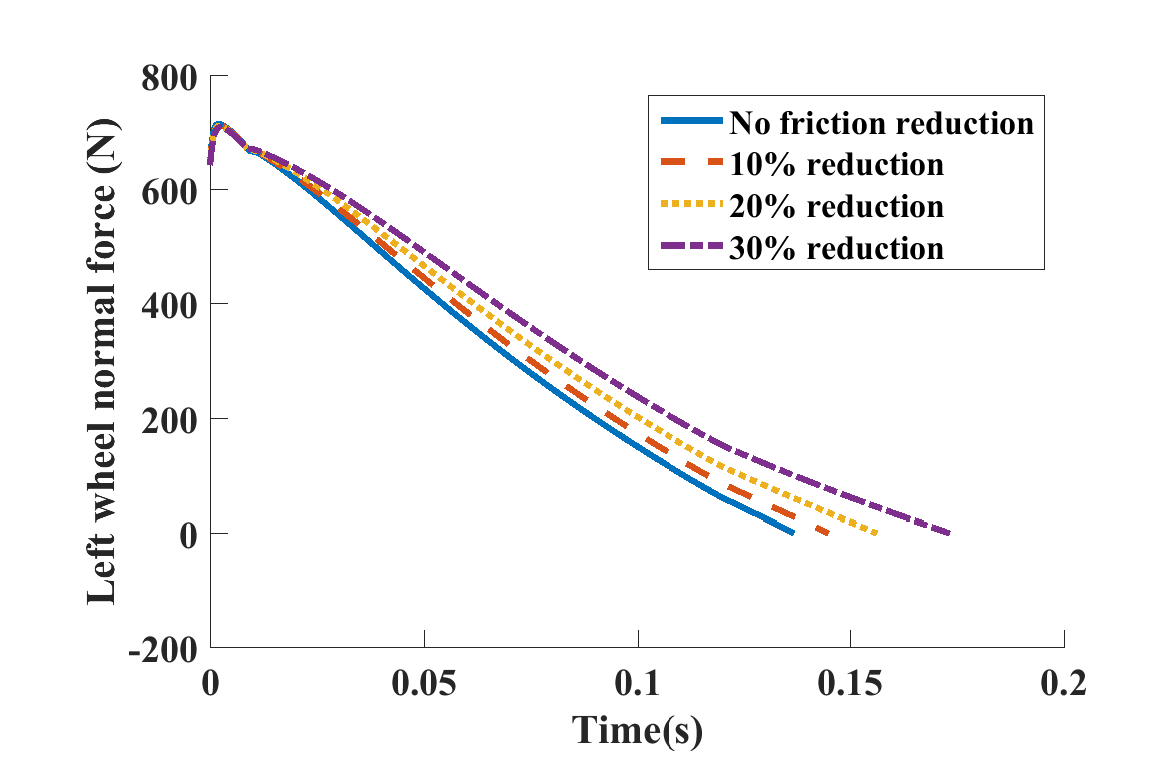 800
600
400
200
0
-200
Left wheel normal force (N)
No friction reduction
10% reduction
20% reduction
30% reduction
0
0.05
0.1
0.15
0.2
Time(s)